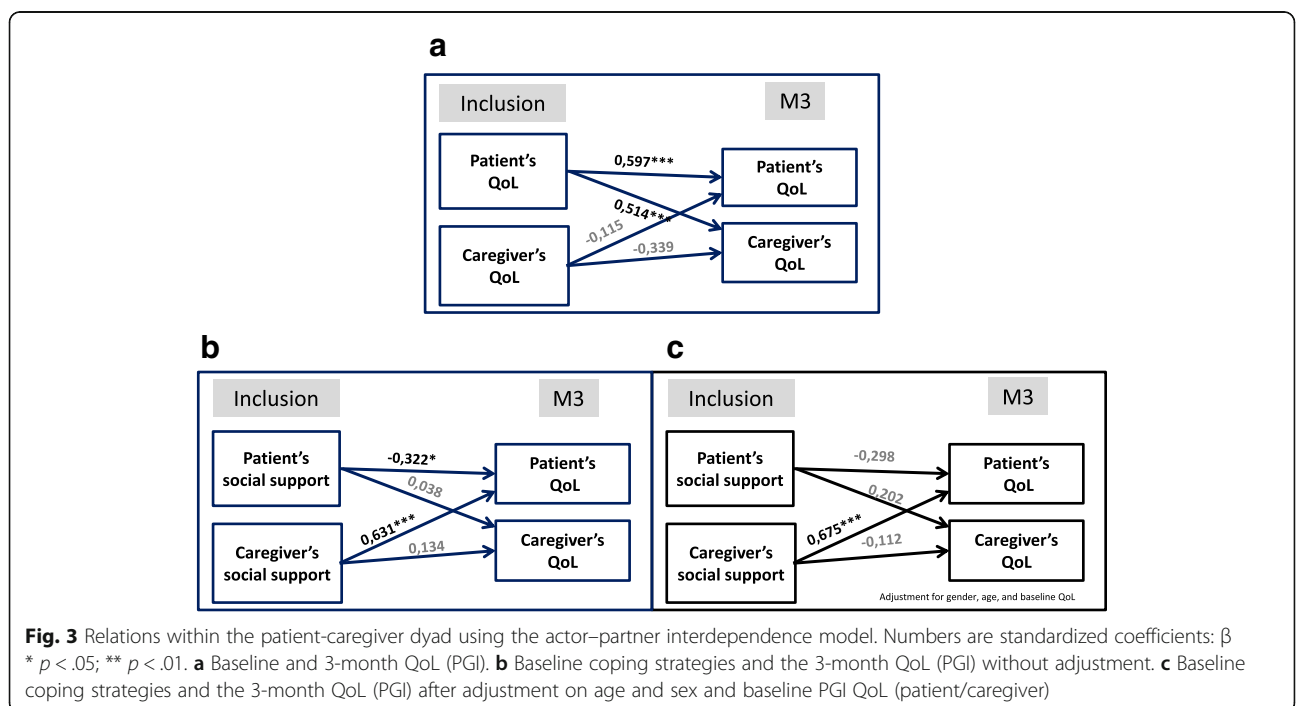 a
Inclusion
M3
Patient's
QoL
0,597***
Patient's
QoL
0,514***
-0,115
Caregiver's
QoL
-0,339
Caregiver's
QoL
b
Inclusion
M3
Patient's
social support
-0,322*
Patient's
QoL
0,038
0,631***
Caregiver's
social support
0,134
Caregiver's
QoL
c
Inclusion
M3
Patient's
social support
-0,298
Patient's
QoL
0,202
0,675***
Caregiver's
social support
-0,112
Caregiver's
QoL
Adjustment for gender, age, and baseline QoL
Fig. 3 Relations within the patient-caregiver dyad using the actor–partner interdependence model. Numbers are standardized coefficients: β
* p < .05; ** p < .01. a Baseline and 3-month QoL (PGI). b Baseline coping strategies and the 3-month QoL (PGI) without adjustment. c Baseline
coping strategies and the 3-month QoL (PGI) after adjustment on age and sex and baseline PGI QoL (patient/caregiver)